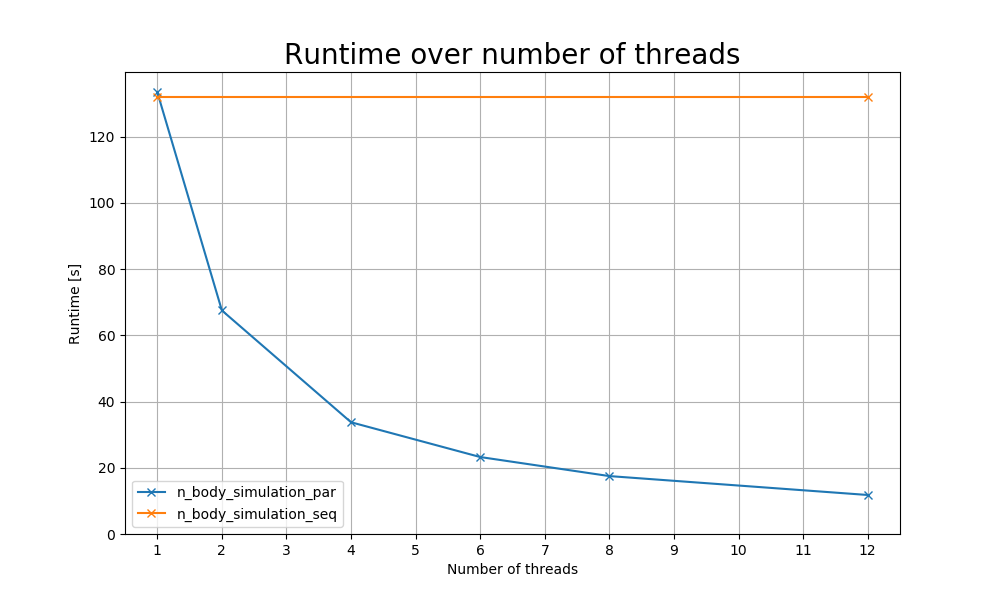 Runtime over number of threads
Runtime [s]
120
100
80
60
40
20
0
n_body_simulation_par
n_body_simulation_seq
1 2 3 4 5 6 7 8 9 10 11 12
Number of threads